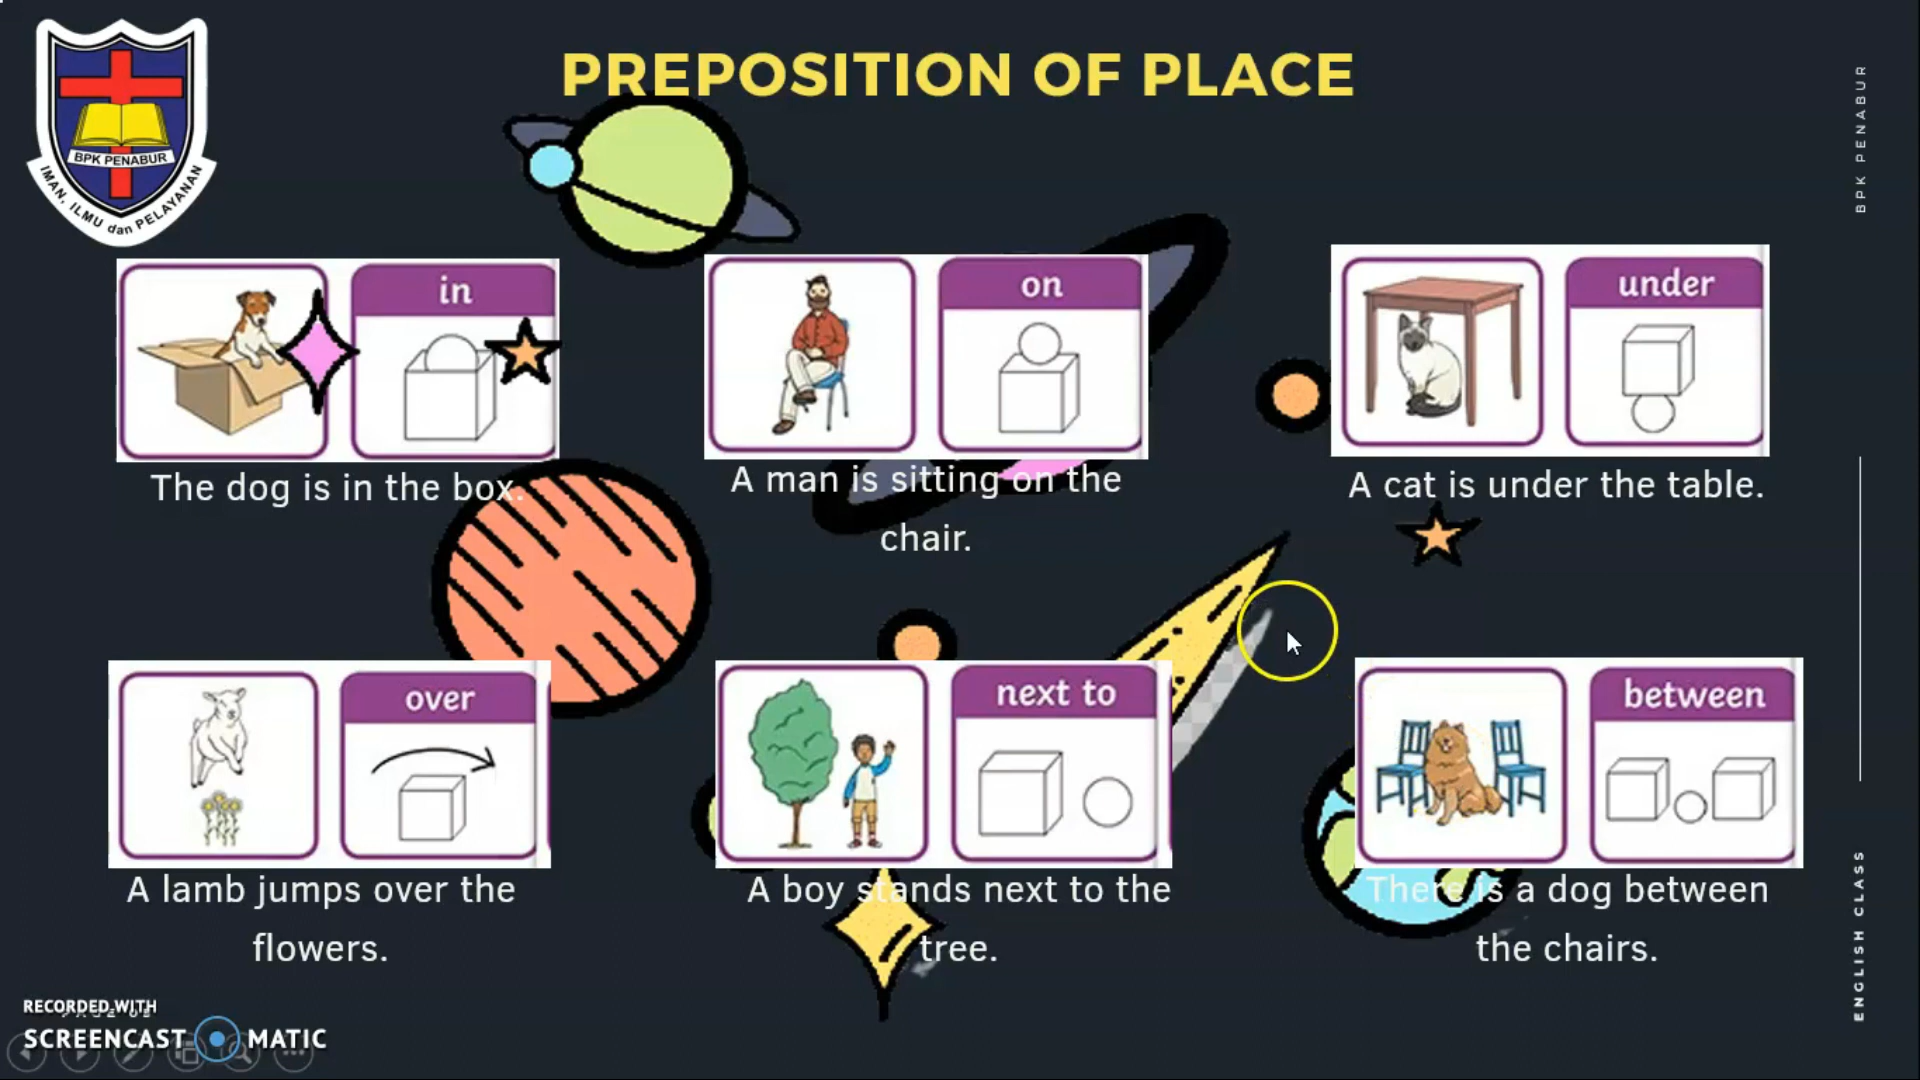 PREPOSITION OF PLACE
BPK PENABUR
IMAN, ILMU dan PELAYANAN
BPK PENABUR
in
on
under
The dog is in the box.
A man is sitting on the
chair.
A cat is under the table.
over
next to
between
A lamb jumps over the
flowers.
A boy stands next to the
tree.
There is a dog between
the chairs.
ENGLISH CLASS
RECORDED WITH
SCREENCAST MATIC